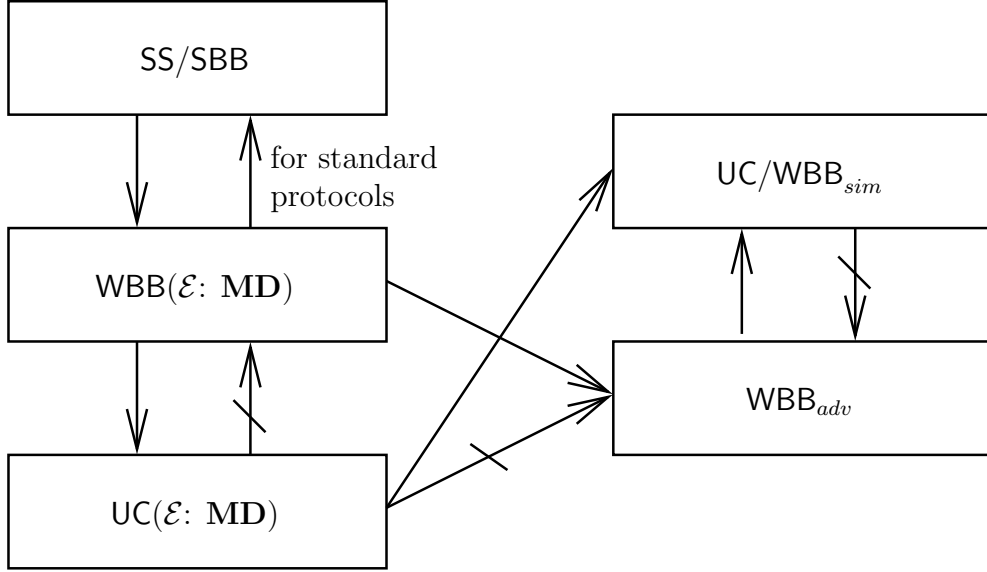 SS/SBB
for standard
protocols
UC/WBB_sim
WBB(ℰ: MD)
WBB_adv
UC(ℰ: MD)